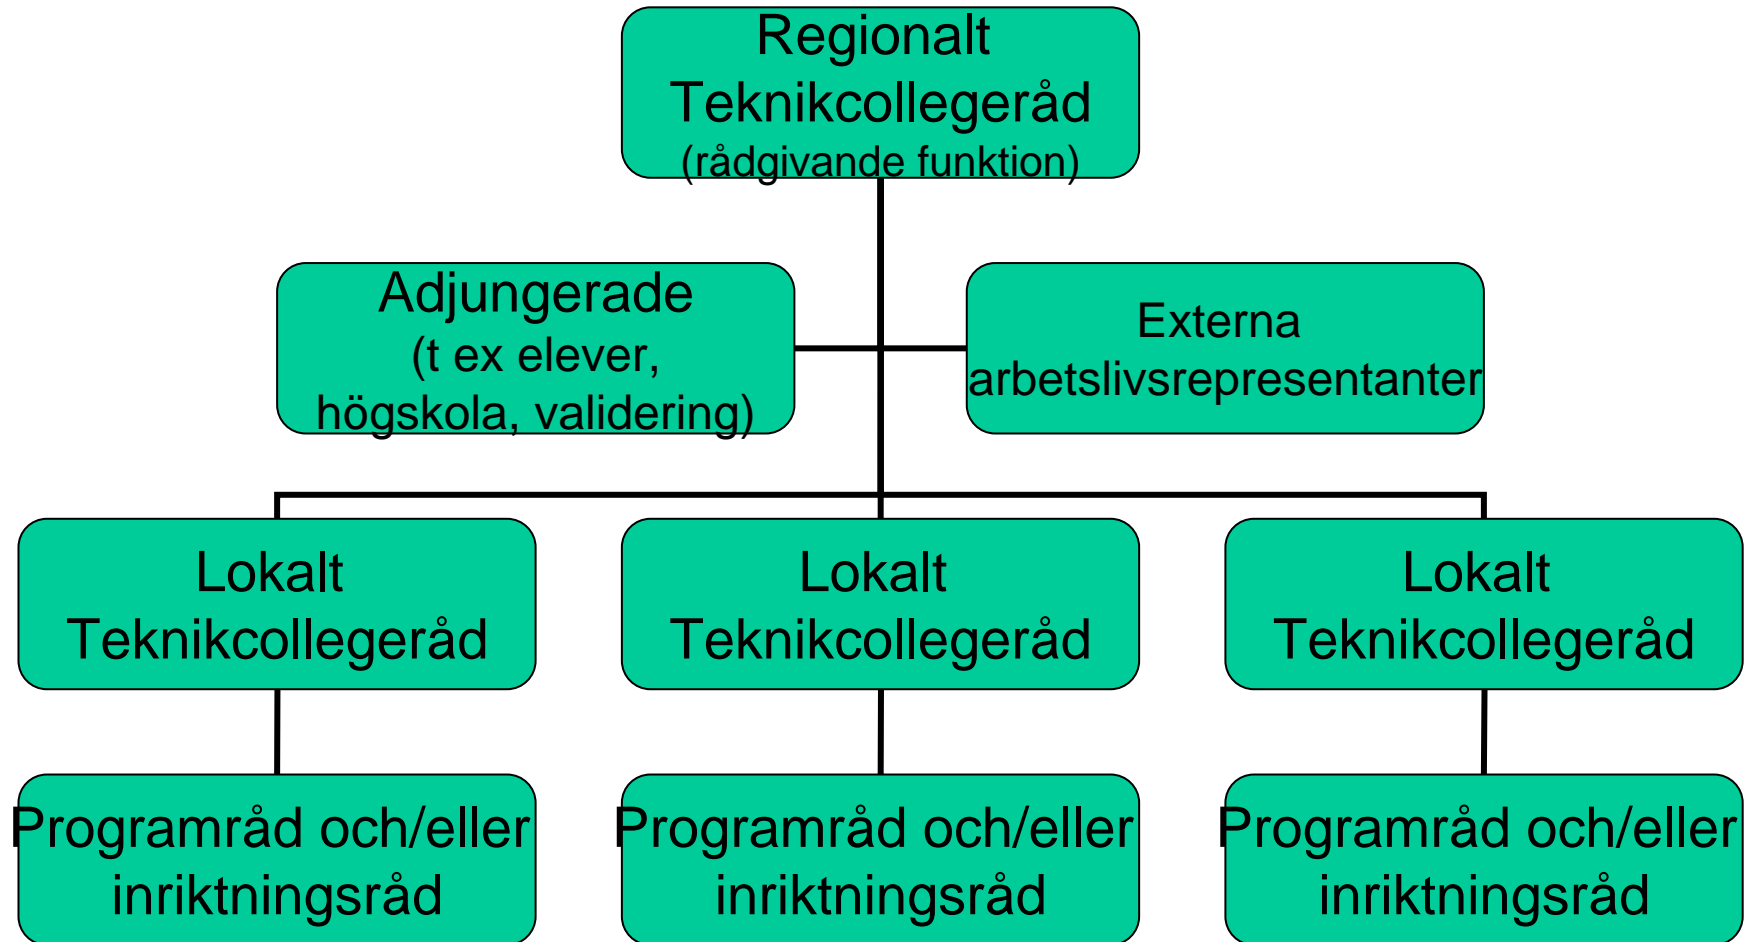 Regionalt
Teknikcollegeråd
(rådgivande funktion)
Adjungerade
(t ex elever,
högskola, validering)
Externa
arbetslivsrepresentanter
Lokalt
Teknikcollegeråd
Lokalt
Teknikcollegeråd
Lokalt
Teknikcollegeråd
Programråd och/eller
inriktningsråd
Programråd och/eller
inriktningsråd
Programråd och/eller
inriktningsråd